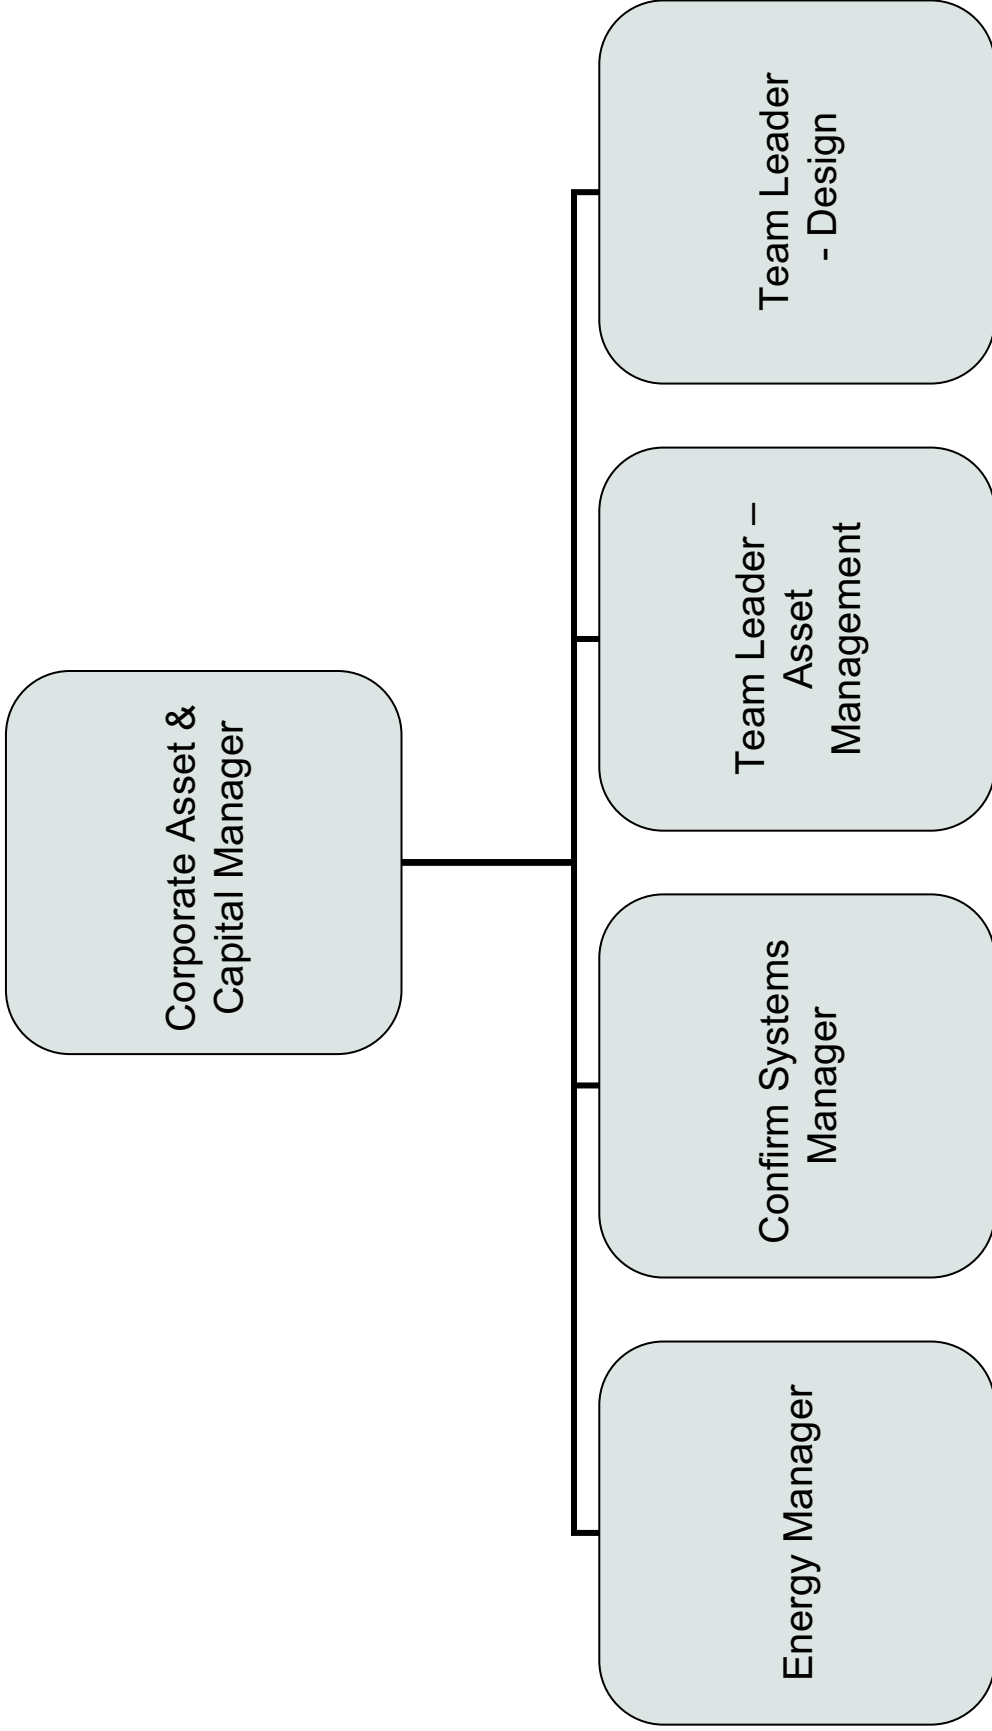 Corporate Asset &
Capital Manager
Energy Manager
Confirm Systems
Manager
Team Leader –
Asset
Management
Team Leader
- Design